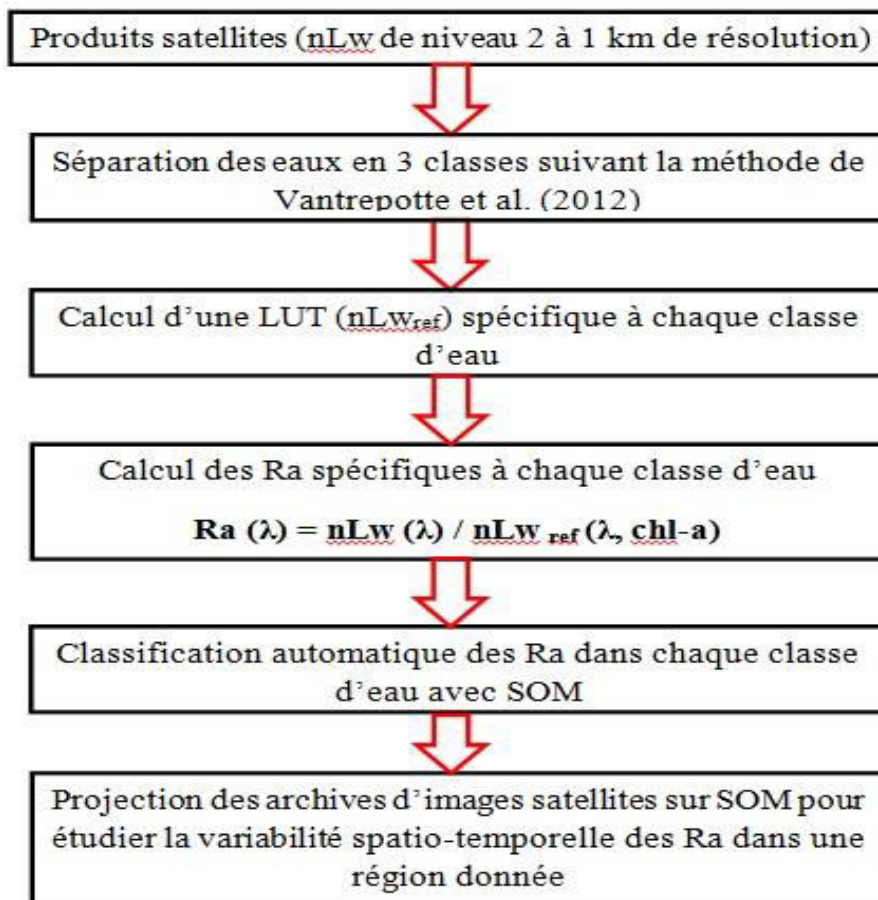 Produits satellites (nLw de niveau 2 à 1 km de résolution)
Séparation des eaux en 3 classes suivant la méthode de
Vantrepotte et al. (2012)
Calcul d’une LUT (nLwref) spécifique à chaque classe
d’eau
Calcul des Ra spécifiques à chaque classe d’eau
Ra (λ) = nLw (λ) / nLw ref (λ, chl-a)
Classification automatique des Ra dans chaque classe
d’eau avec SOM
Projection des archives d’images satellites sur SOM pour
étudier la variabilité spatio-temporelle des Ra dans une
région donnée